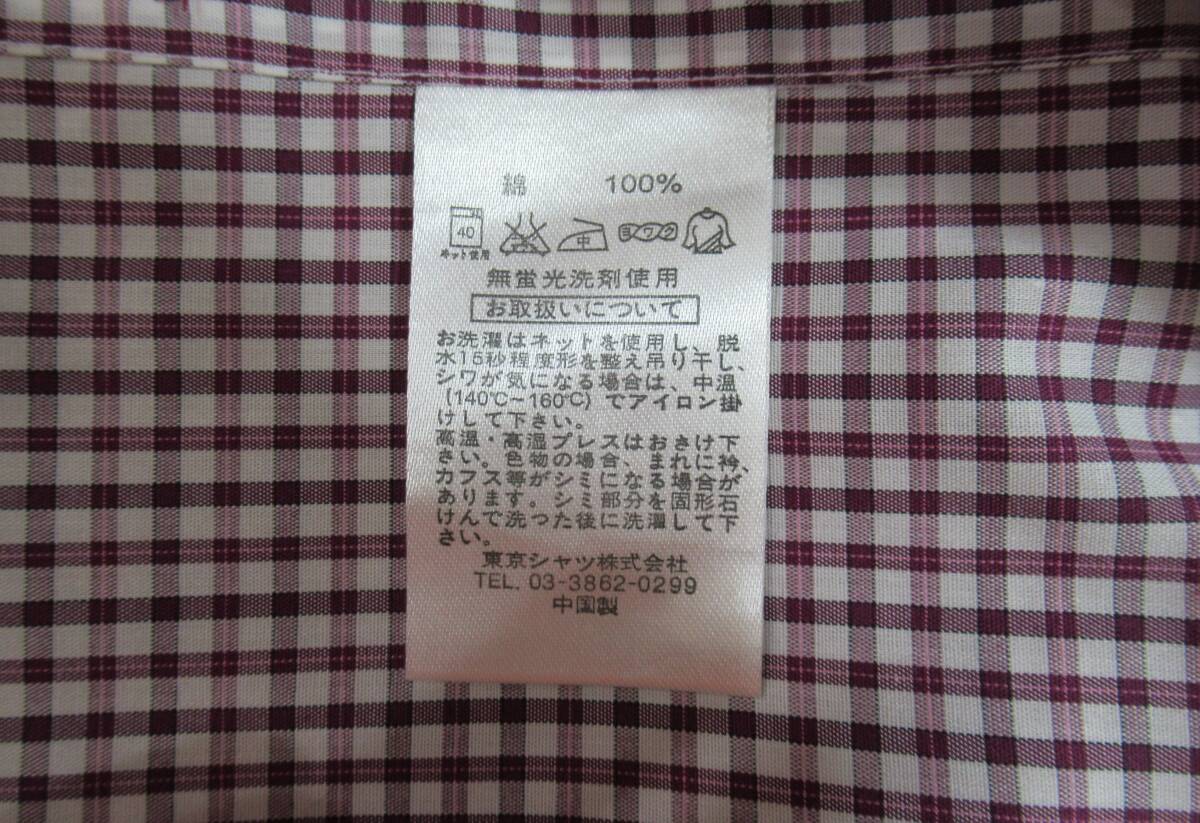 綿 100%
40 中 ヨワク
ネット使用
無蛍光洗剤使用
お取扱いについて
お洗濯はネットを使用し、脱
水15秒程度形を整え吊り干し、
シワが気になる場合は、中温
(140℃~160℃)でアイロン掛
けして下さい。
高温・高湿プレスはおさけ下
さい。色物の場合、まれに衿、
カフス等がシミになる場合が
あります。シミ部分を固形石
けんで洗った後に洗濯して下
さい。
東京シャツ株式会社
TEL. 03-3862-0299
中国製